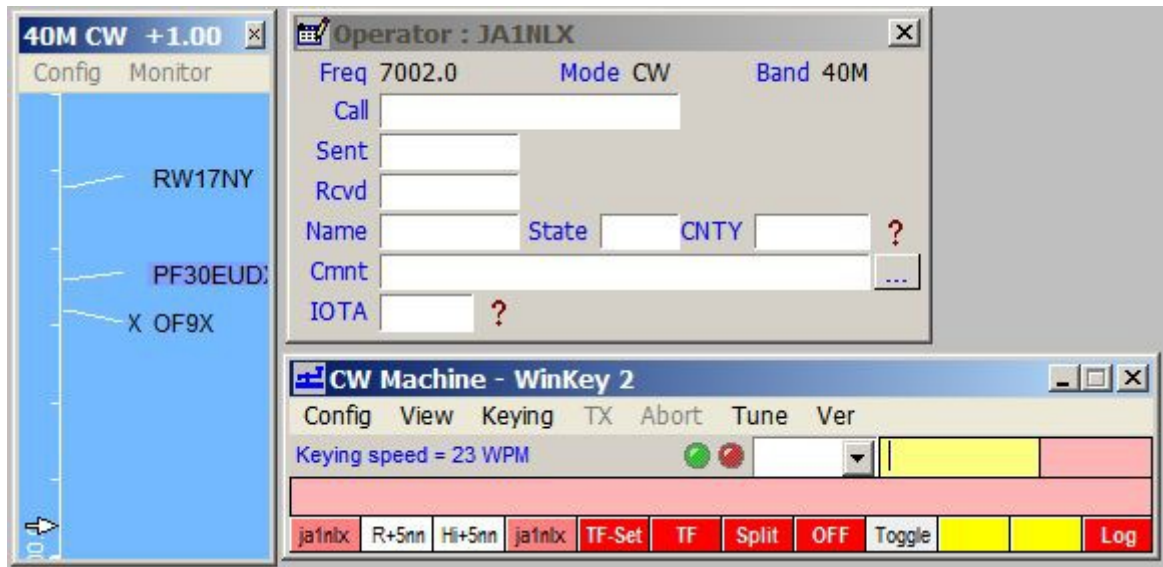 40M CW +1.00
Config Monitor
RW17NY
PF30EUDX
X OF9X
Operator : JA1NLX
Freq 7002.0 Mode CW Band 40M
Call
Sent
Rcvd
Name State CNTY ?
Cmnt ...
IOTA ?
CW Machine - WinKey 2
Config View Keying TX Abort Tune Ver
Keying speed = 23 WPM
ja1nlx R+5nn Hi+5nn ja1nlx TF-Set TF Split OFF Toggle Log